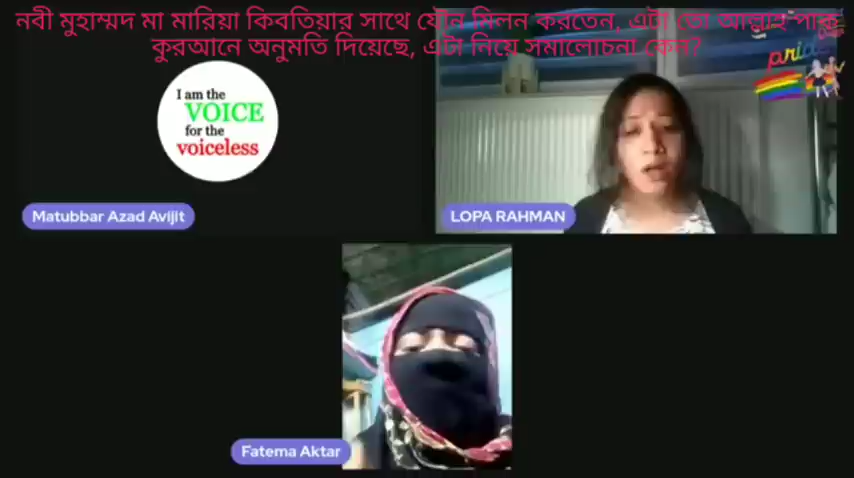 নবী মুহাম্মদ মা মারিয়া কিবতিয়ার সাথে যৌন মিলন করতেন, এটা তো আল্লাহ পাক
কুরআনে অনুমতি দিয়েছে, এটা নিয়ে সমালোচনা কেন?
I am the
VOICE
for the
voiceless
pride
Matubbar Azad Avijit
LOPA RAHMAN
Fatema Aktar